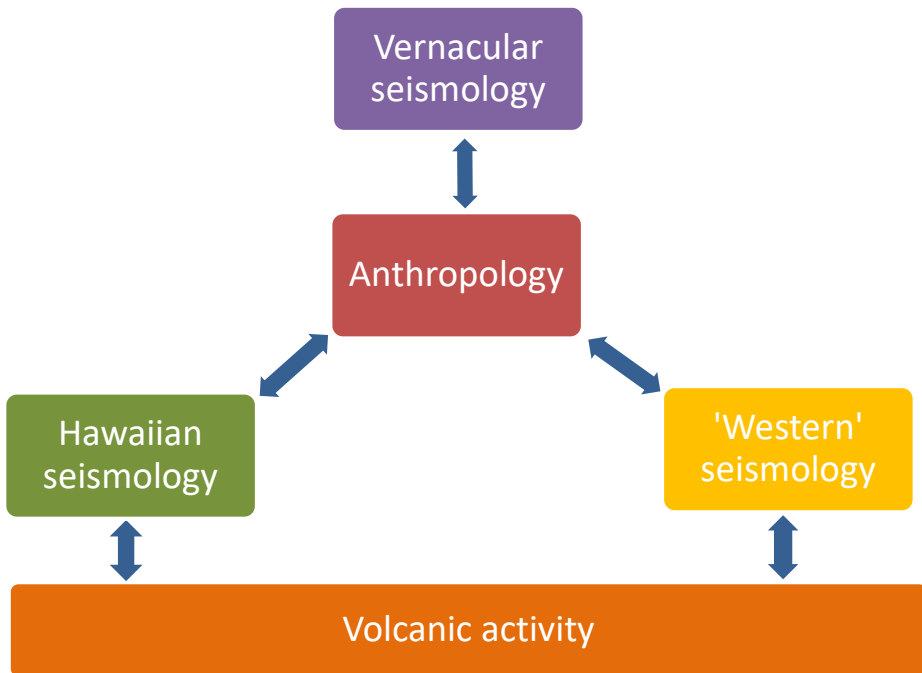 Vernacular
seismology
Anthropology
Hawaiian
seismology
'Western'
seismology
Volcanic activity